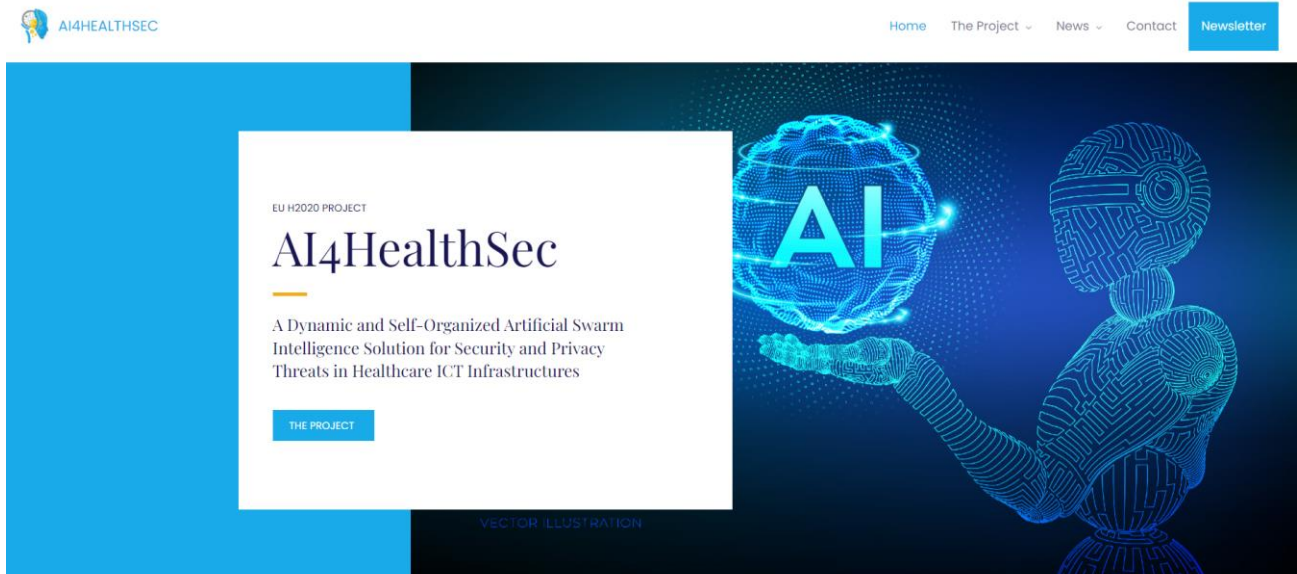 AI4HEALTHSEC
Home The Project News Contact Newsletter
EU H2020 PROJECT
AI4HealthSec
A Dynamic and Self-Organized Artificial Swarm
Intelligence Solution for Security and Privacy
Threats in Healthcare ICT Infrastructures
THE PROJECT
AI
VECTOR ILLUSTRATION